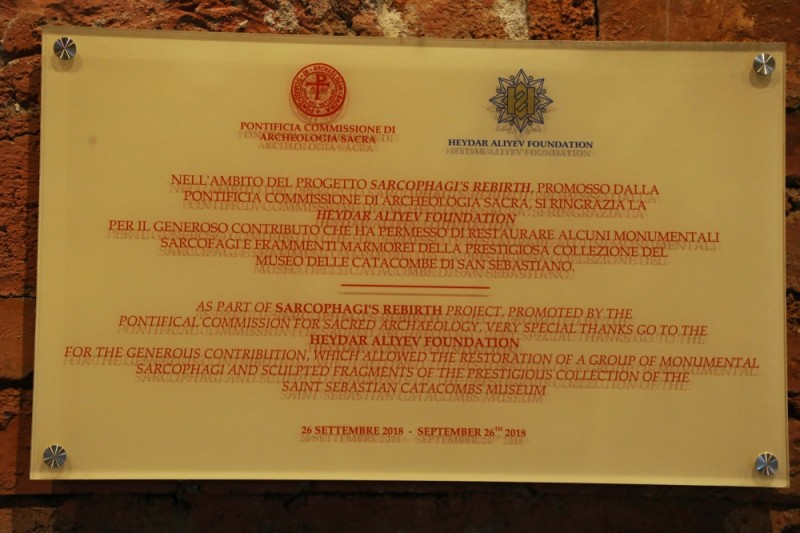 PONTIFICIA COMMISSIONE DI
ARCHEOLOGIA SACRA
HEYDAR ALIYEV FOUNDATION
NELL'AMBITO DEL PROGETTO SARCOPHAGI'S REBIRTH, PROMOSSO DALLA
PONTIFICIA COMMISSIONE DI ARCHEOLOGIA SACRA, SI RINGRAZIA LA
HEYDAR ALIYEV FOUNDATION
PER IL GENEROSO CONTRIBUTO CHE HA PERMESSO DI RESTAURARE ALCUNI MONUMENTALI
SARCOFAGI E FRAMMENTI MARMOREI DELLA PRESTIGIOSA COLLEZIONE DEL
MUSEO DELLE CATACOMBE DI SAN SEBASTIANO.
AS PART OF SARCOPHAGI'S REBIRTH PROJECT, PROMOTED BY THE
PONTIFICAL COMMISSION FOR SACRED ARCHAEOLOGY, VERY SPECIAL THANKS GO TO THE
HEYDAR ALIYEV FOUNDATION
FOR THE GENEROUS CONTRIBUTION, WHICH ALLOWED THE RESTORATION OF A GROUP OF MONUMENTAL
SARCOPHAGI AND SCULPTED FRAGMENTS OF THE PRESTIGIOUS COLLECTION OF THE
SAINT SEBASTIAN CATACOMBS MUSEUM
26 SETTEMBRE 2018 - SEPTEMBER 26TH 2018